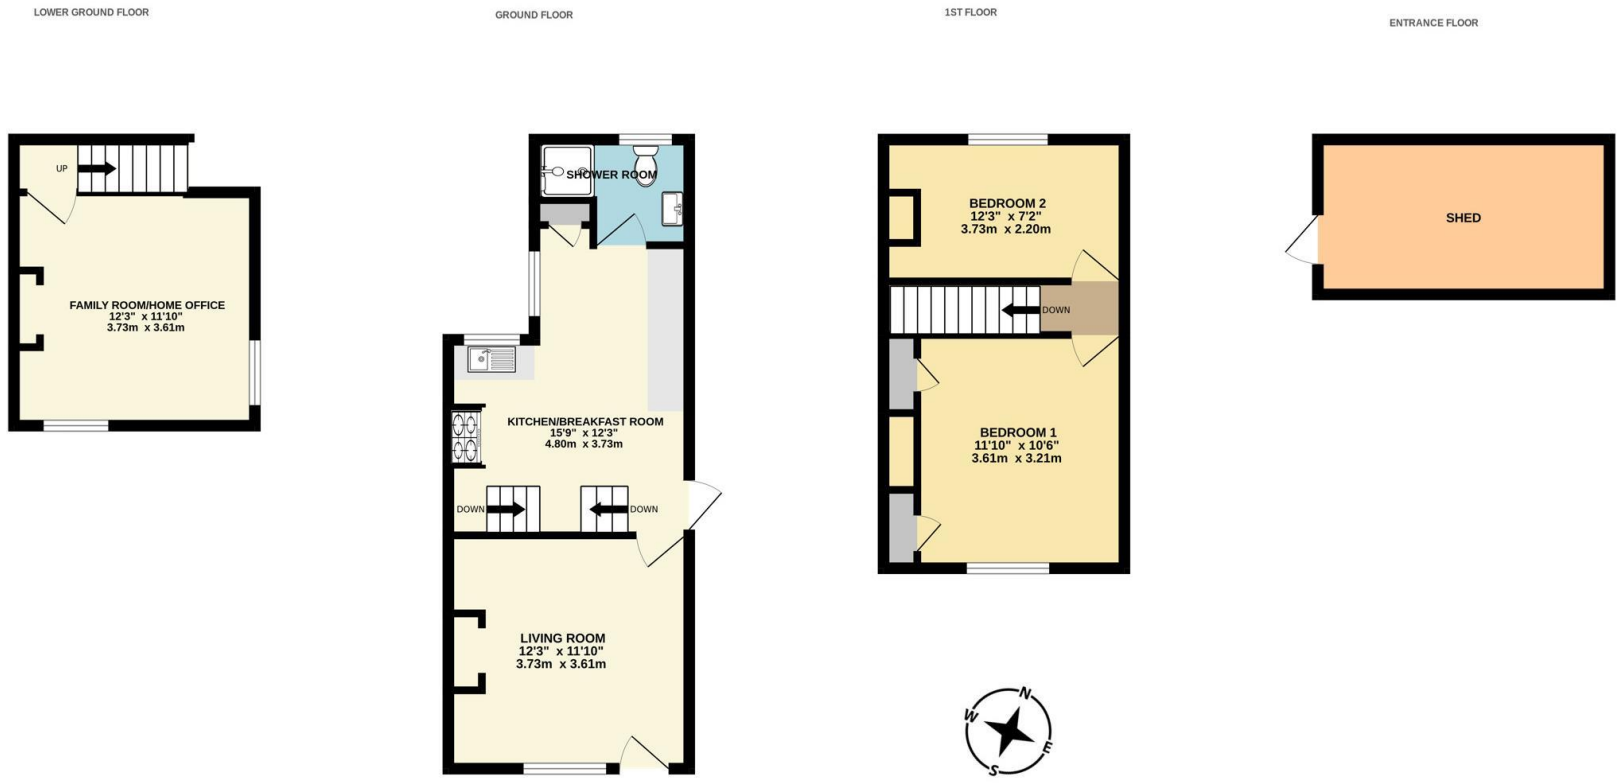 LOWER GROUND FLOOR
GROUND FLOOR
1ST FLOOR
ENTRANCE FLOOR
UP
FAMILY ROOM/HOME OFFICE
12'3" x 11'10"
3.73m x 3.61m
SHOWER ROOM
KITCHEN/BREAKFAST ROOM
15'9" x 12'3"
4.80m x 3.73m
DOWN
DOWN
LIVING ROOM
12'3" x 11'10"
3.73m x 3.61m
BEDROOM 2
12'3" x 7'2"
3.73m x 2.20m
DOWN
BEDROOM 1
11'10" x 10'6"
3.61m x 3.21m
SHED
N
W
E
S